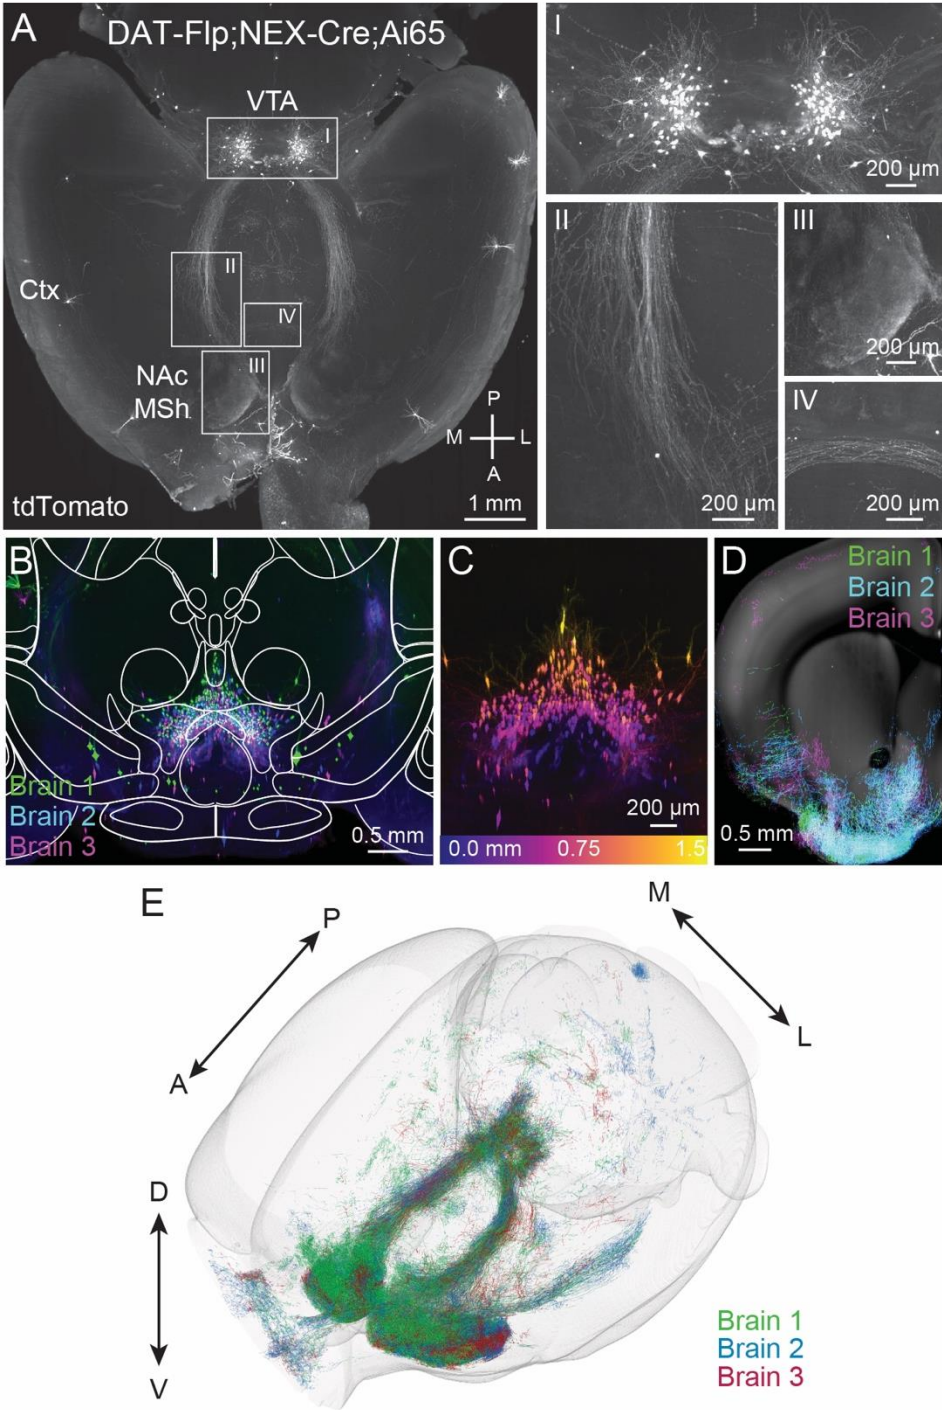 A
DAT-Flp;NEX-Cre;Ai65
VTA
I
II
IV
III
Ctx
NAc
MSh
P
M
L
A
1 mm
tdTomato
I
200 µm
II
200 µm
III
200 µm
IV
200 µm
B
Brain 1
Brain 2
Brain 3
0.5 mm
C
200 µm
0.0 mm 0.75 1.5
D
Brain 1
Brain 2
Brain 3
0.5 mm
E
P
A
M
L
D
V
Brain 1
Brain 2
Brain 3